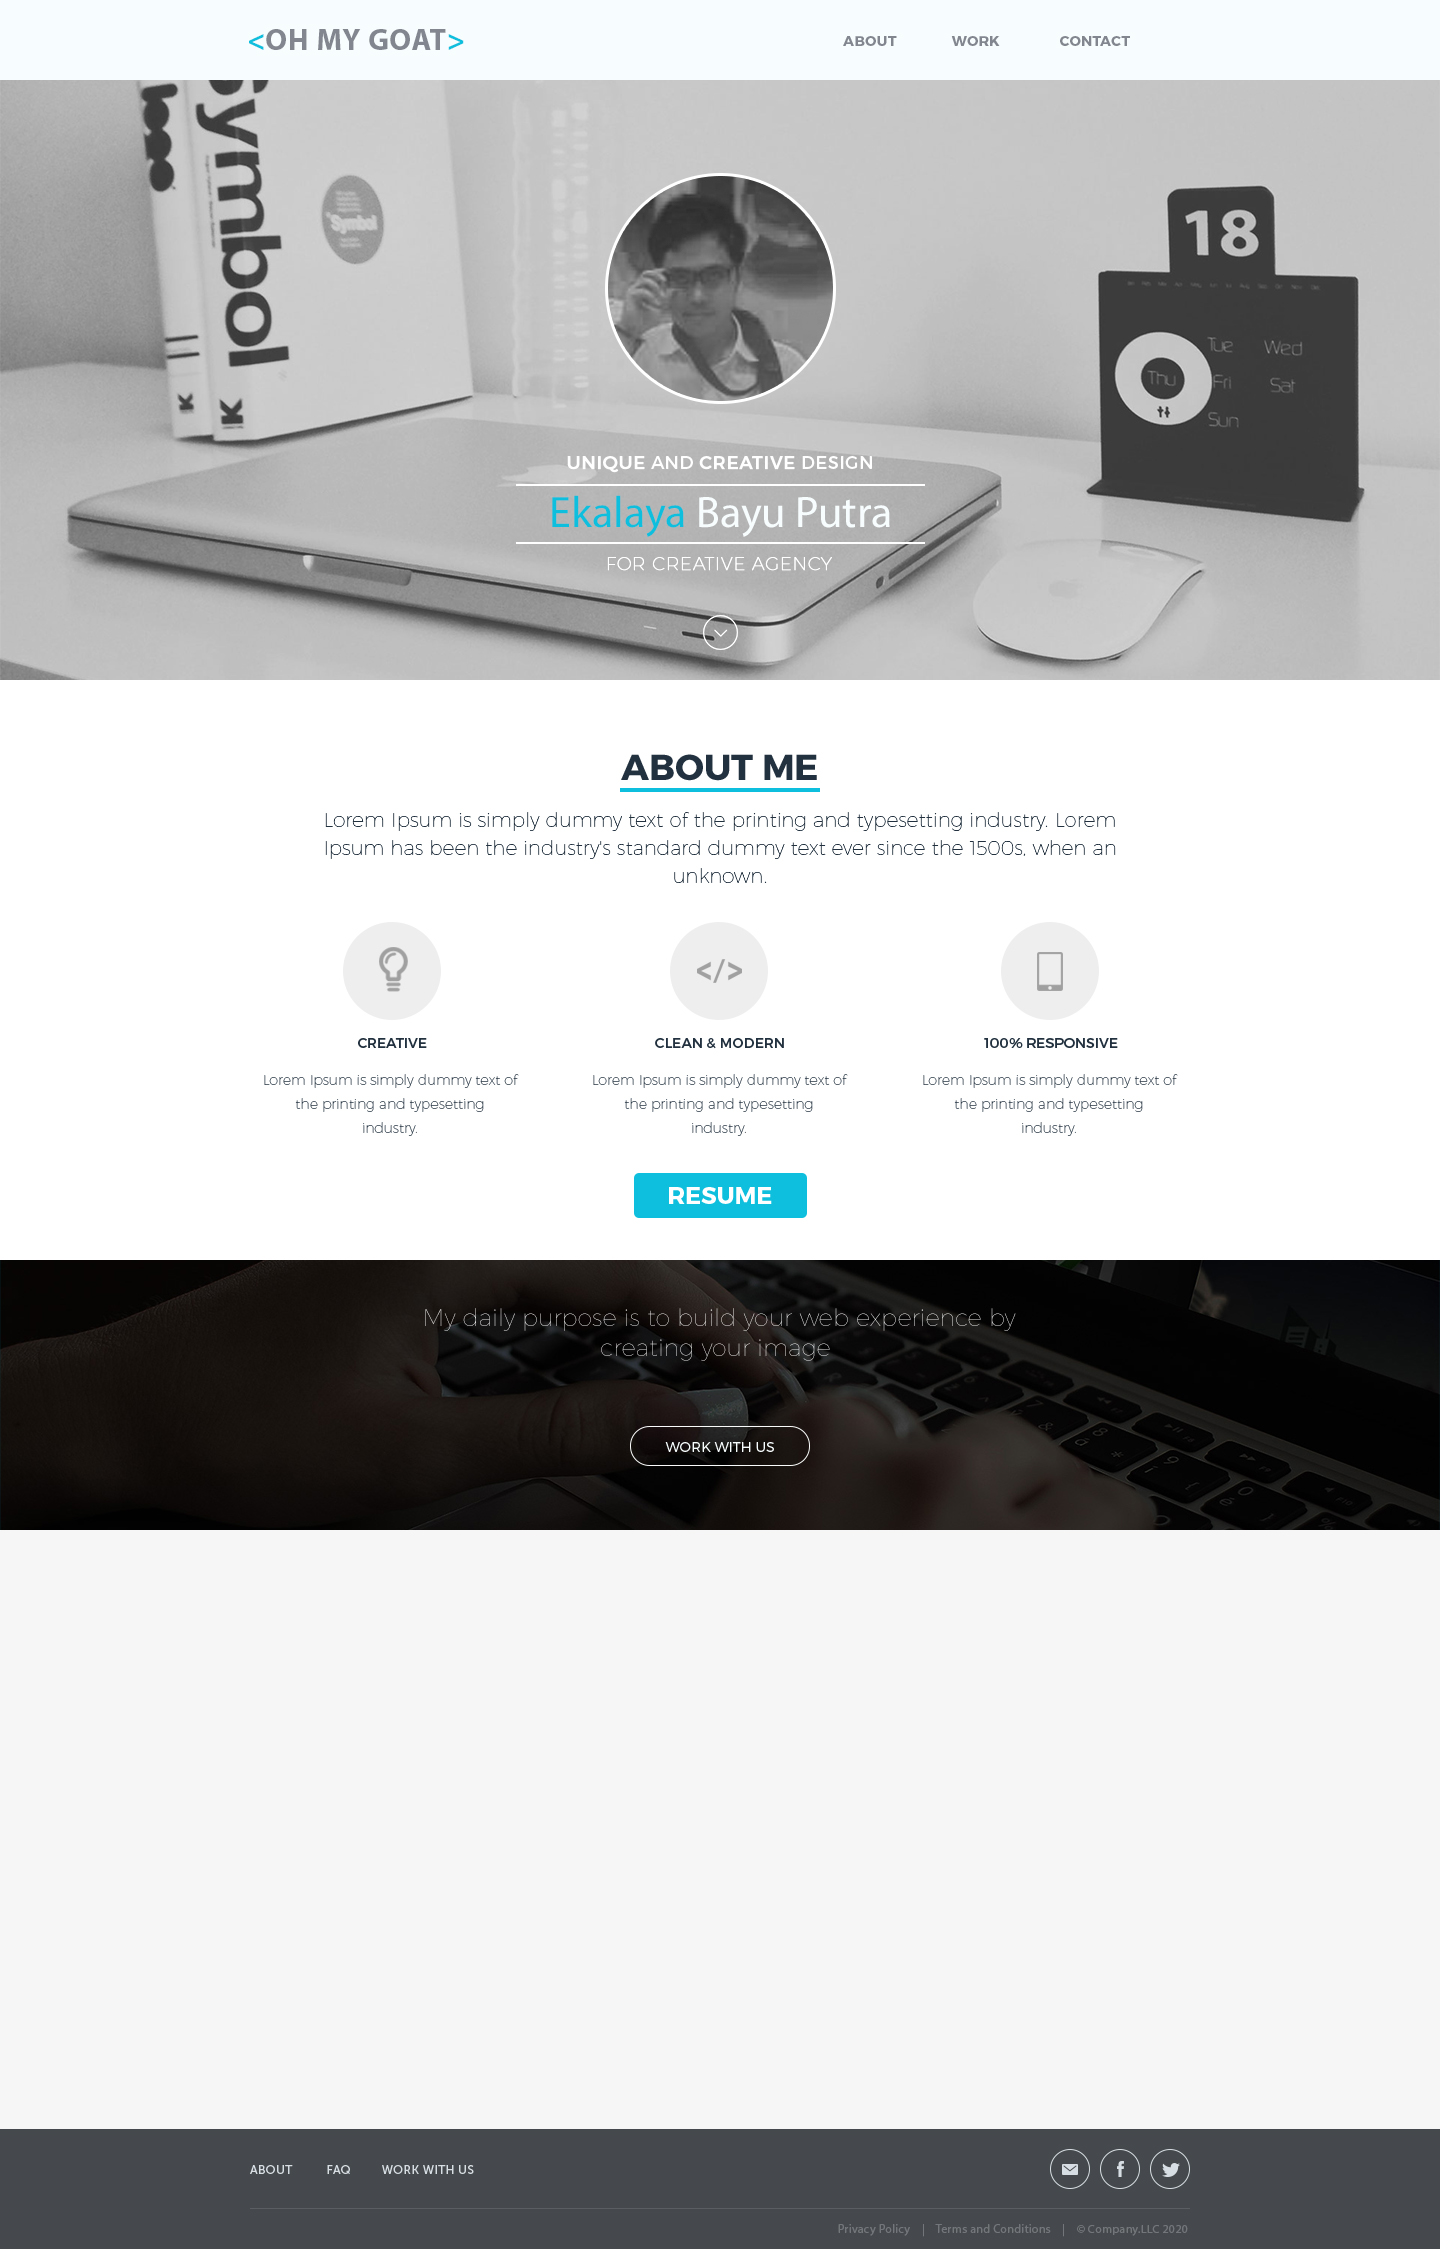 <OH MY GOAT>
ABOUT WORK CONTACT
Symbol
Symbol
18
Tue Wed
Thu Fri Sat
Sun
K K
UNIQUE AND CREATIVE DESIGN
Ekalaya Bayu Putra
FOR CREATIVE AGENCY
ABOUT ME
Lorem Ipsum is simply dummy text of the printing and typesetting industry. Lorem
Ipsum has been the industry's standard dummy text ever since the 1500s, when an
unknown.
</>
CREATIVE
Lorem Ipsum is simply dummy text of
the printing and typesetting
industry.
CLEAN & MODERN
Lorem Ipsum is simply dummy text of
the printing and typesetting
industry.
100% RESPONSIVE
Lorem Ipsum is simply dummy text of
the printing and typesetting
industry.
RESUME
My daily purpose is to build your web experience by
creating your image
WORK WITH US
ABOUT FAQ WORK WITH US
f
Privacy Policy | Terms and Conditions | © Company.LLC 2020